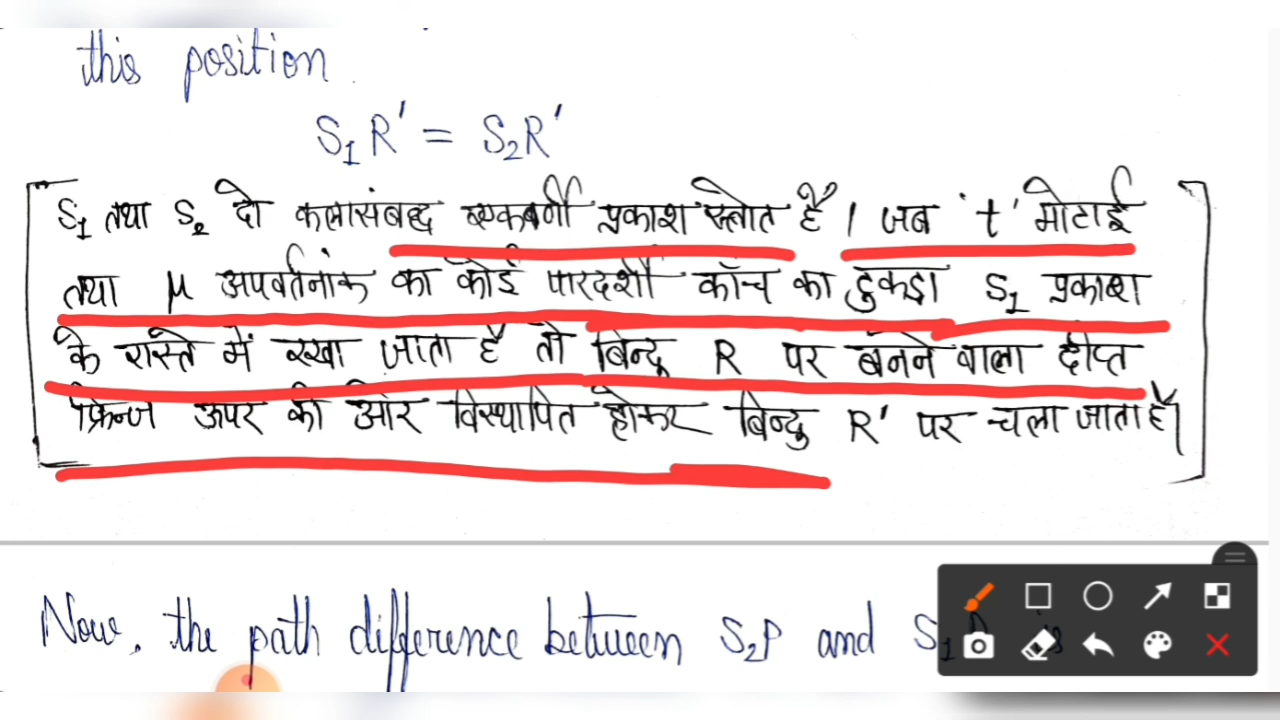 this position
S₁R' = S₂R'
S₁ तथा S₂ दो कलासंबद्ध एकवर्णी प्रकाश स्त्रोत हैं। जब 't' मोटाई
तथा μ अपवर्तनांक का कोई पारदर्शी काँच का टुकड़ा S₁ प्रकाश
के रास्ते में रखा जाता है तो बिन्दु R पर बनने वाला दीप्त
फ्रिन्ज ऊपर की ओर विस्थापित होकर बिन्दु R' पर चला जाता है।
Now, the path difference between S₂P and